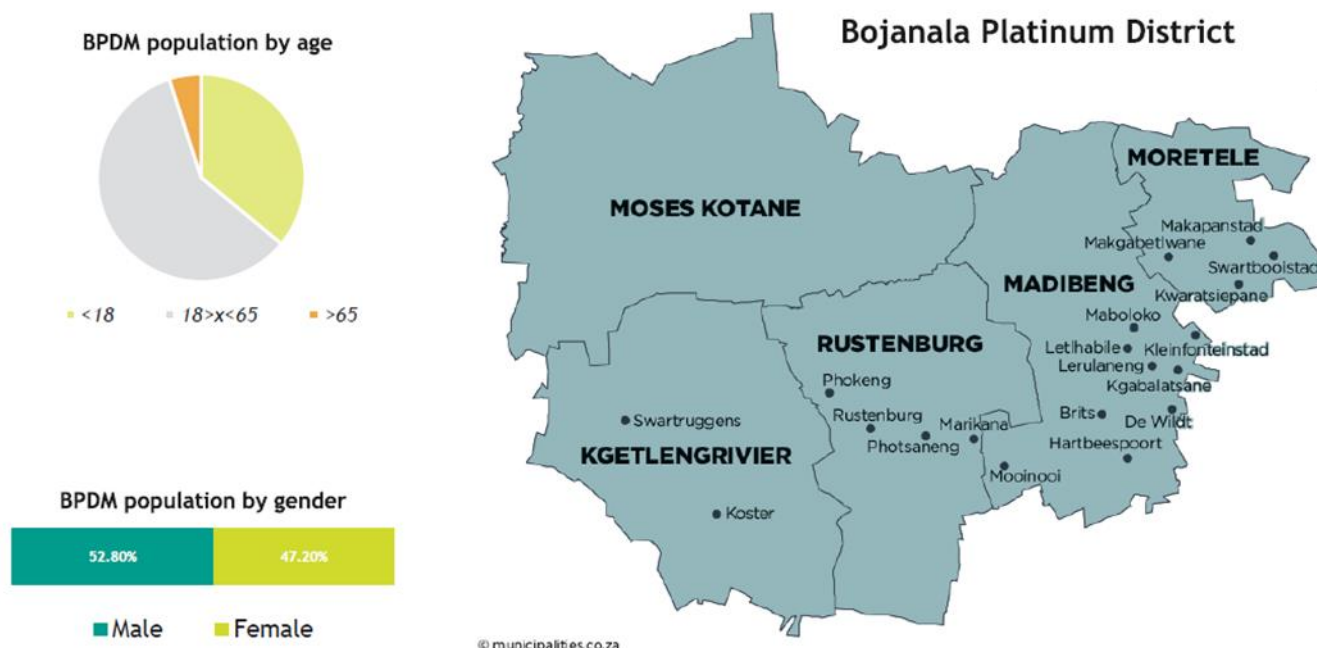 BPDM population by age
<18
18>x<65
>65
BPDM population by gender
52.80%
47.20%
Male
Female
Bojanala Platinum District
MOSES KOTANE
MORETELE
Makapanstad
Makgabetlwane
Swartbooistad
MADIBENG
Kwaratsiepane
Maboloko
RUSTENBURG
Letlhabile
Kleinfonteinstad
Lerulaneng
Phokeng
Kgabalatsane
Swartruggens
Rustenburg
Marikana
Brits
De Wildt
Photsaneng
Hartbeespoort
KGETLENGRIVIER
Mooinooi
Koster
© municipalities.co.za